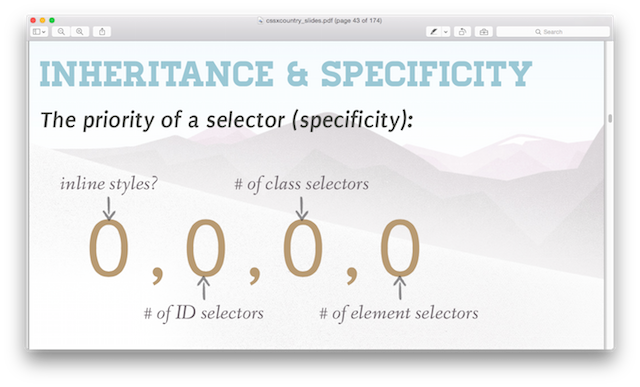 cssxcountry_slides.pdf (page 43 of 174)
Search
INHERITANCE & SPECIFICITY
The priority of a selector (specificity):
inline styles? # of class selectors
0,0,0,0
# of ID selectors # of element selectors